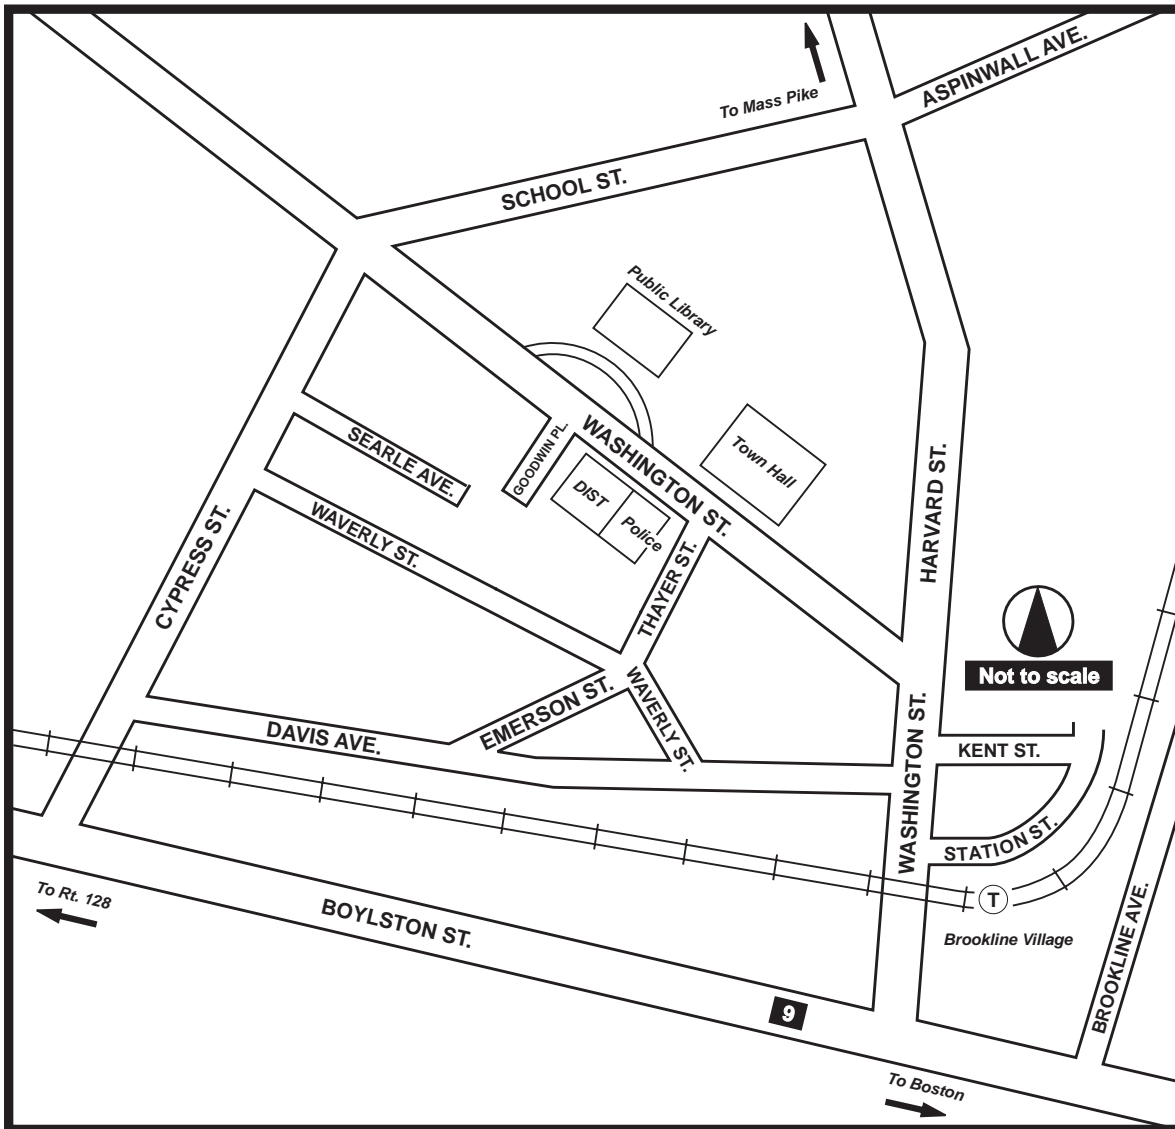 ASPINWALL AVE.
To Mass Pike
SCHOOL ST.
Public Library
WASHINGTON ST.
GOODWIN PL.
SEARLE AVE.
Town Hall
DIST
Police
HARVARD ST.
WAVERLY ST.
CYPRESS ST.
THAYER ST.
Not to scale
EMERSON ST.
WAVERLY ST.
DAVIS AVE.
WASHINGTON ST.
KENT ST.
STATION ST.
T
Brookline Village
BROOKLINE AVE.
To Rt. 128
BOYLSTON ST.
9
To Boston